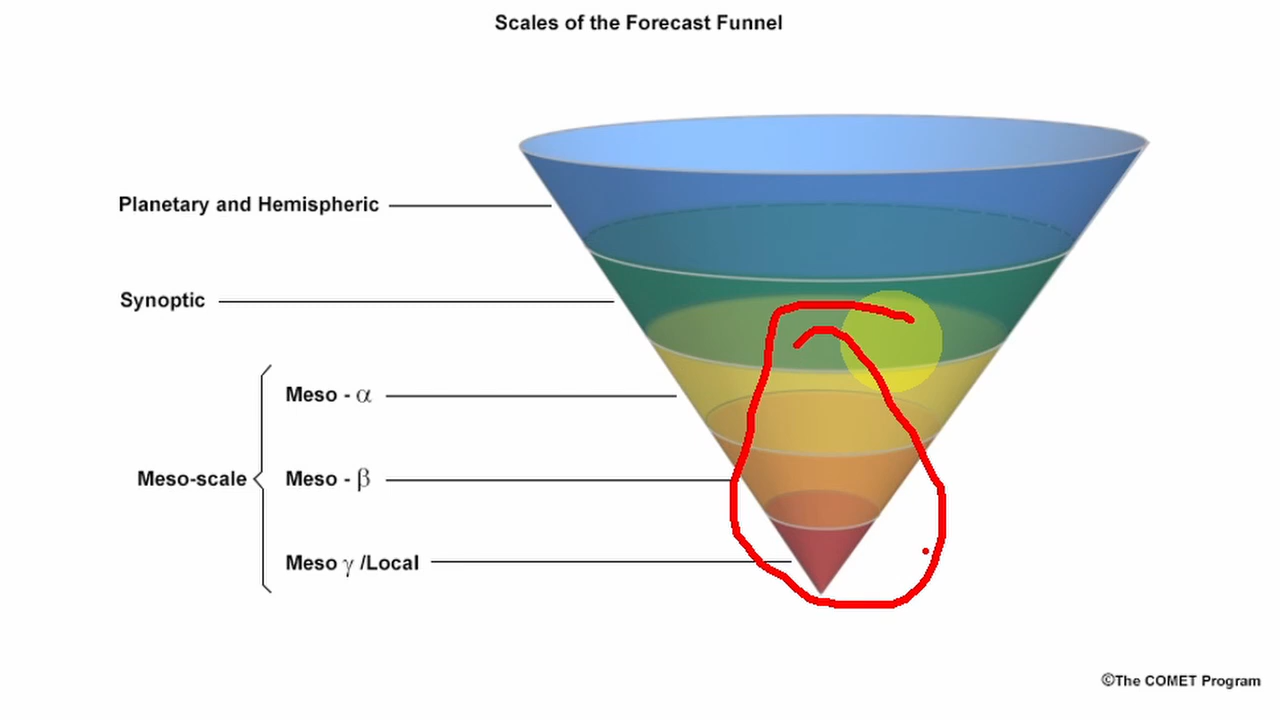 Scales of the Forecast Funnel
Planetary and Hemispheric
Synoptic
Meso - α
Meso-scale
Meso - β
Meso γ /Local
©The COMET Program